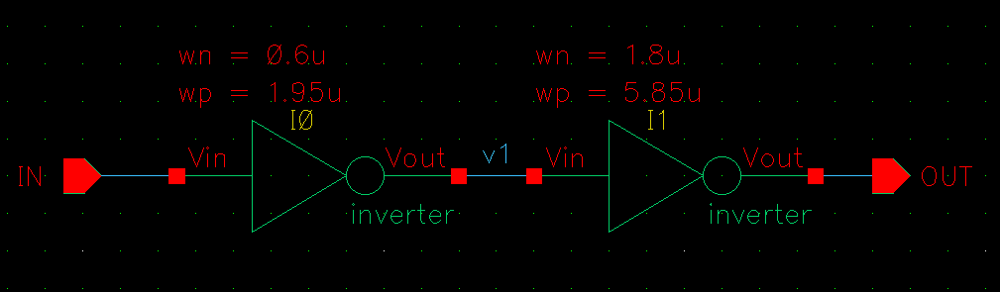 wn = 0.6u
wp = 1.95u
I0
wn = 1.8u
wp = 5.85u
I1
IN
Vin
Vout
v1
Vin
Vout
OUT
inverter
inverter